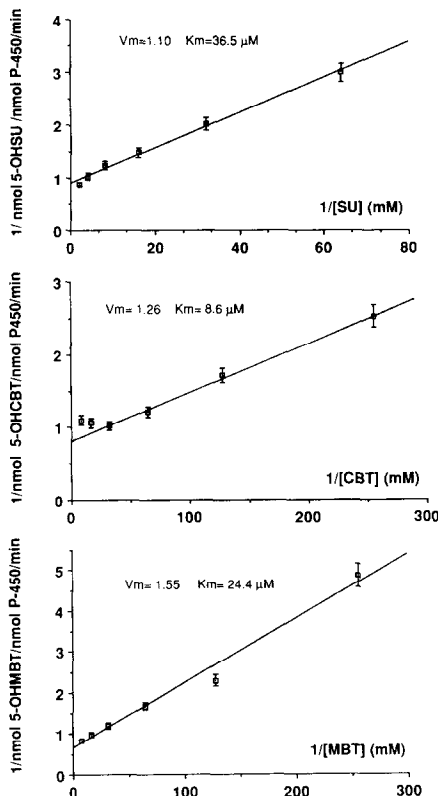 Vm=1.10 Km=36.5 µM
1/ nmol 5-OHSU /nmol P-450/min
4
3
2
1
0
0 20 40 60 80
1/[SU] (mM)
Vm= 1.26 Km= 8.6 µM
1/nmol 5-OHCBT/nmol P450/min
3
2
1
0
0 100 200 300
1/[CBT] (mM)
Vm= 1.55 Km= 24.4 µM
1/nmol 5-OHMBT/nmol P-450/min
5
4
3
2
1
0
0 100 200 300
1/[MBT] (mM)